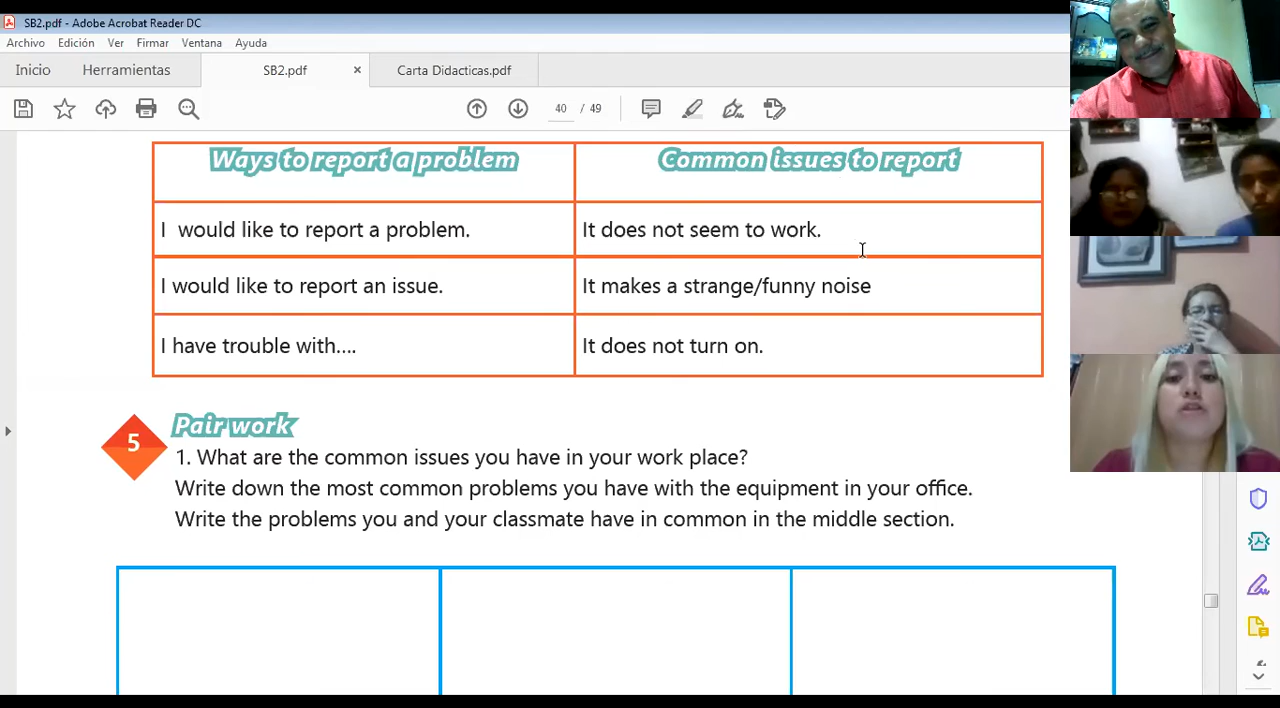 SB2.pdf - Adobe Acrobat Reader DC
Archivo Edición Ver Firmar Ventana Ayuda
Inicio Herramientas SB2.pdf × Carta Didacticas.pdf
40 / 49
Ways to report a problem Common issues to report
I would like to report a problem. It does not seem to work.
I would like to report an issue. It makes a strange/funny noise
I have trouble with.... It does not turn on.
5 Pair work
1. What are the common issues you have in your work place?
Write down the most common problems you have with the equipment in your office.
Write the problems you and your classmate have in common in the middle section.